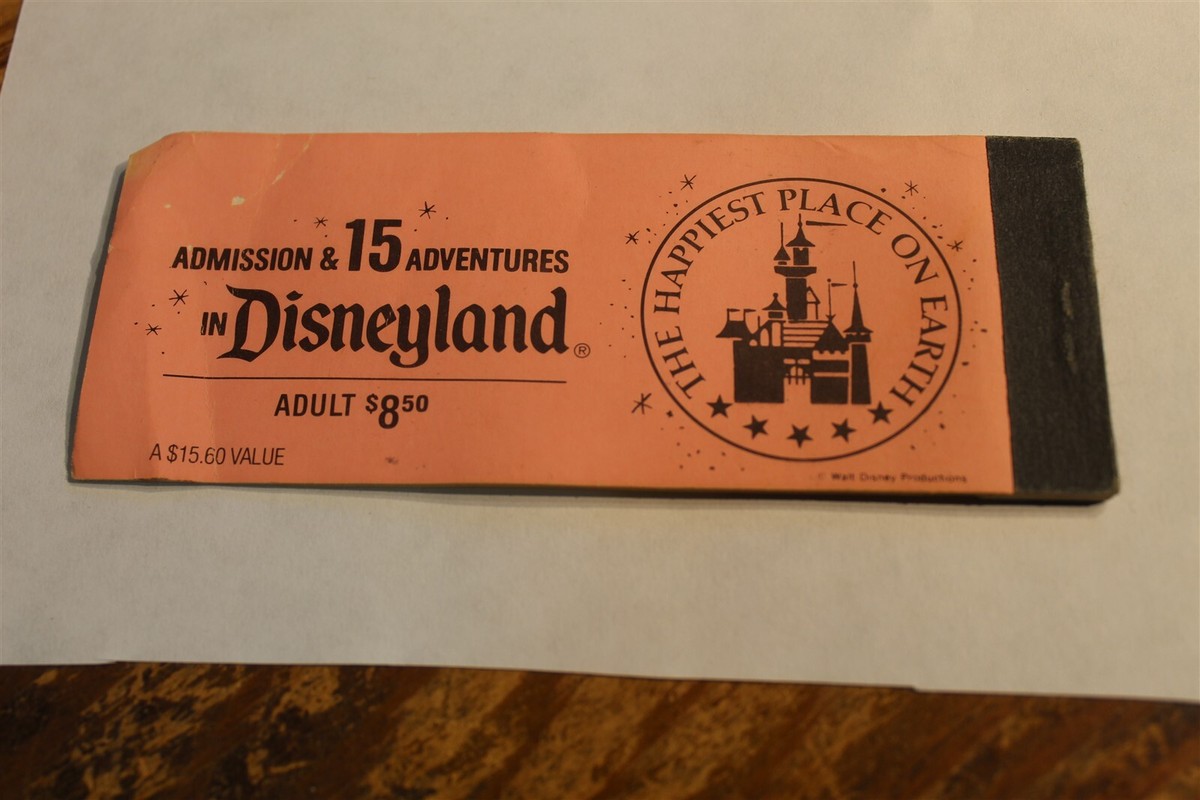 ADMISSION & 15 ADVENTURES
IN Disneyland®
ADULT $8.50
A $15.60 VALUE
THE HAPPIEST PLACE ON EARTH
© Walt Disney Productions